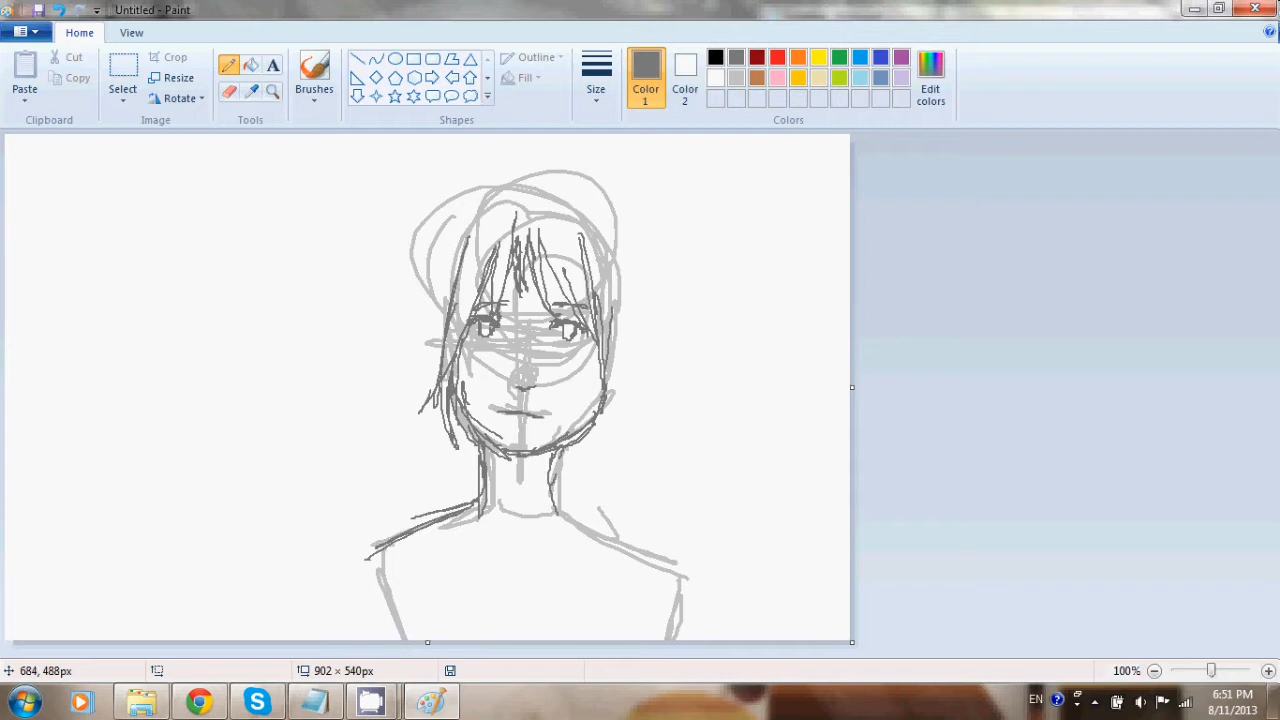 Untitled - Paint
Home View
Paste
Cut
Copy
Clipboard
Select
Crop
Resize
Rotate
Image
A
Tools
Brushes
Outline
Fill
Shapes
Size
Color 1
Color 2
Edit colors
Colors
684, 488px
902 × 540px
100%
EN
6:51 PM
8/11/2013